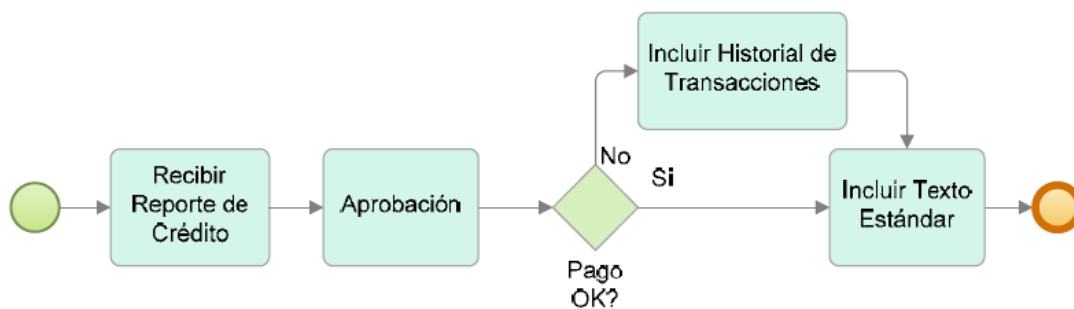 Recibir
Reporte de
Crédito
Aprobación
Pago
OK?
No
Si
Incluir Historial de
Transacciones
Incluir Texto
Estándar